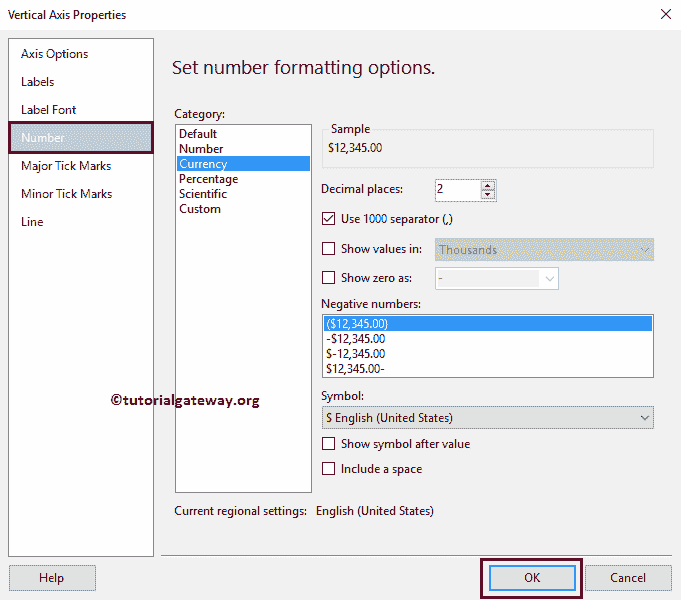 Vertical Axis Properties
Axis Options
Labels
Label Font
Number
Major Tick Marks
Minor Tick Marks
Line
Set number formatting options.
Category:
Default
Number
Currency
Percentage
Scientific
Custom
Sample
$12,345.00
Decimal places:
2
Use 1000 separator (,)
Show values in:
Thousands
Show zero as:
-
Negative numbers:
($12,345.00)
-$12,345.00
$-12,345.00
$12,345.00-
Symbol:
$ English (United States)
Show symbol after value
Include a space
©tutorialgateway.org
Current regional settings: English (United States)
Help
OK
Cancel